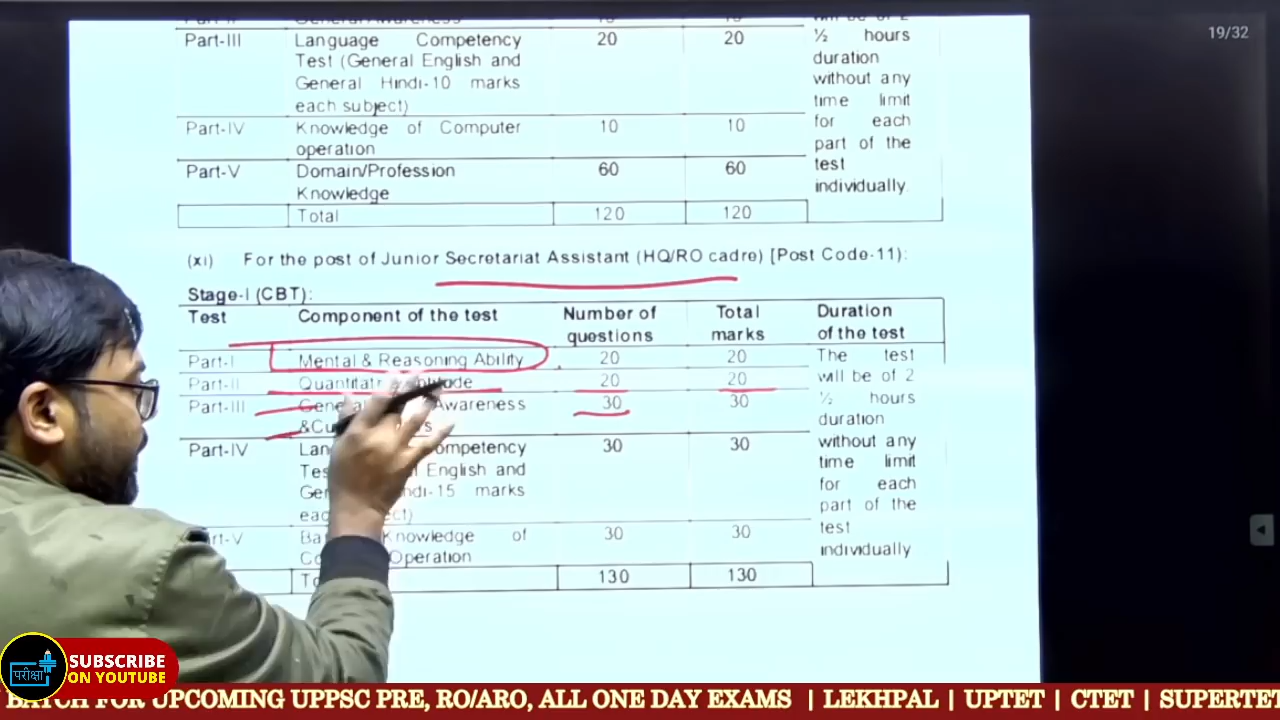 19/32
½ hours
Part-III Language Competency 20 20
Test (General English and duration
General Hindi-10 marks without any
each subject) time limit
Part-IV Knowledge of Computer 10 10 for each
operation part of the
Part-V Domain/Profession 60 60 test
Knowledge individually
Total 120 120
(xi) For the post of Junior Secretariat Assistant (HQ/RO cadre) [Post Code-11):
Stage-I (CBT):
Test Component of the test Number of Total Duration
questions marks of the test
Part-I Mental & Reasoning Ability 20 20 The test
Part-II 20 20 will be of 2
Part-III Awareness 30 30 ½ hours
duration
Part-IV 30 30 without any
English and time limit
marks for each
part of the
Knowledge of 30 30 test
Operation individually
130 130
परीक्षा
SUBSCRIBE
ON YOUTUBE
BATCH FOR UPCOMING UPPSC PRE, RO/ARO, ALL ONE DAY EXAMS | LEKHPAL | UPTET | CTET | SUPERTET